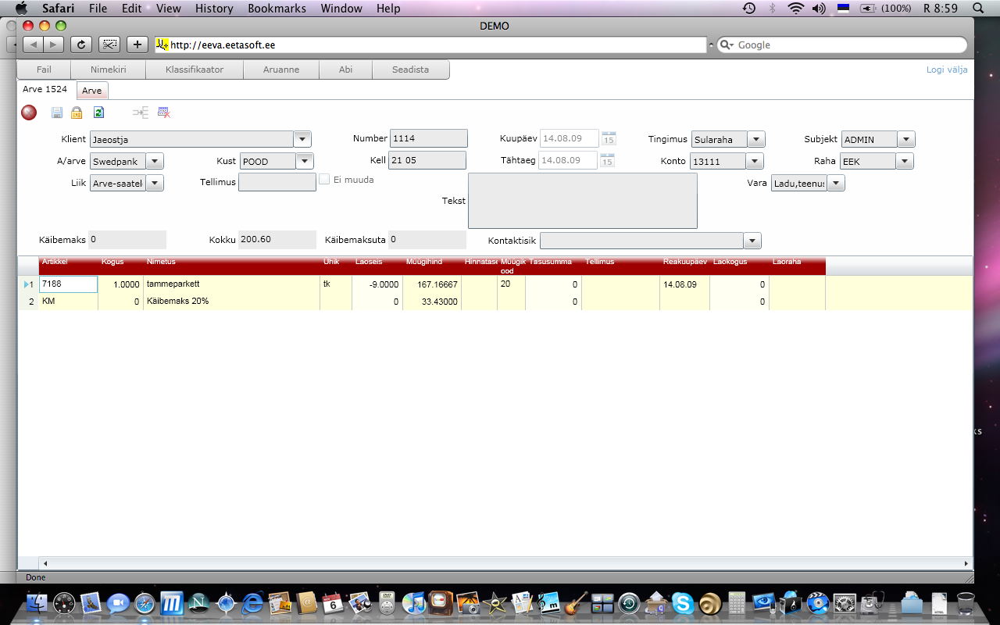 Safari File Edit View History Bookmarks Window Help (100%) R 8:59
DEMO
http://eeva.eetasoft.ee Google
Fail Nimekiri Klassifikaator Aruanne Abi Seadista Logi välja
Arve 1524 Arve
Klient Jaeostja Number 1114 Kuupäev 14.08.09 15 Tingimus Sularaha Subjekt ADMIN
A/arve Swedpank Kust POOD Kell 21 05 Tähtaeg 14.08.09 15 Konto 13111 Raha EEK
Liik Arve-saatel Tellimus Ei muuda Vara Ladu,teenus
Tekst
Käibemaks 0 Kokku 200.60 Käibemaksuta 0 Kontaktisik
Artikkel Kogus Nimetus Ühik Laoseis Müügihind Hinnatase Müügik ood Tasusumma Tellimus Reakuupäev Laokogus Laoraha
1 7188 1.0000 tammeparkett tk -9.0000 167.16667 20 0 14.08.09 0
2 KM 0 Käibemaks 20% 0 33.43000 0 0
ks
Done
6